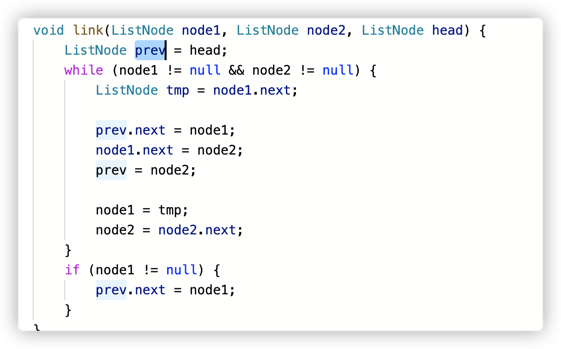 void link(ListNode node1, ListNode node2, ListNode head) {
    ListNode prev = head;
    while (node1 != null && node2 != null) {
        ListNode tmp = node1.next;

        prev.next = node1;
        node1.next = node2;
        prev = node2;

        node1 = tmp;
        node2 = node2.next;
    }
    if (node1 != null) {
        prev.next = node1;
    }
}